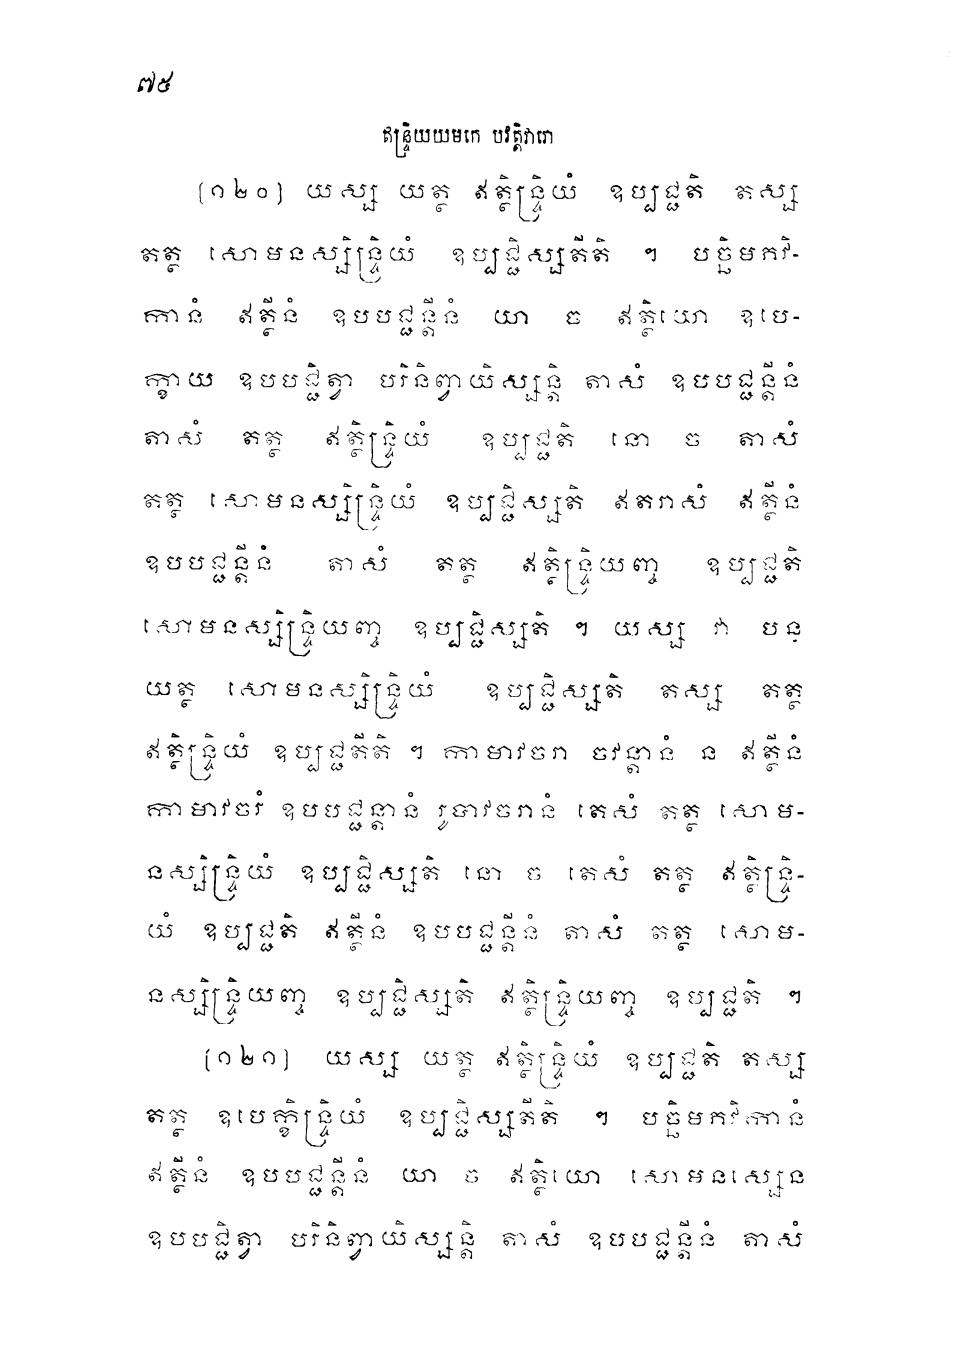 ៧៥
ឥន្ទ្រិយយមកេ បវត្តិវារោ
(១២០) យស្ស យត្ថ ឥត្ថិន្ទ្រិយំ ឧប្បជ្ជតិ តស្ស
តត្ថ សោមនស្សិន្ទ្រិយំ ឧប្បជ្ជិស្សតីតិ ។ បច្ឆិមភវិ-
កានំ ឥត្ថីនំ ឧបបជ្ជន្តីនំ យា ច ឥត្ថិយោ ឧបេ-
ក្ខាយ ឧបបជ្ជិត្វា បរិនិព្វាយិស្សន្តិ តាសំ ឧបបជ្ជន្តីនំ
តាសំ តត្ថ ឥត្ថិន្ទ្រិយំ ឧប្បជ្ជតិ នោ ច តាសំ
តត្ថ សោមនស្សិន្ទ្រិយំ ឧប្បជ្ជិស្សតិ ឥតរាសំ ឥត្ថីនំ
ឧបបជ្ជន្តីនំ តាសំ តត្ថ ឥត្ថិន្ទ្រិយញ្ច ឧប្បជ្ជតិ
សោមនស្សិន្ទ្រិយញ្ច ឧប្បជ្ជិស្សតិ ។ យស្ស វា បន
យត្ថ សោមនស្សិន្ទ្រិយំ ឧប្បជ្ជិស្សតិ តស្ស តត្ថ
ឥត្ថិន្ទ្រិយំ ឧប្បជ្ជតីតិ ។ កាមាវចរា ចវន្តានំ ន ឥត្ថីនំ
កាមាវចរំ ឧបបជ្ជន្តានំ រូបាវចរានំ តេសំ តត្ថ សោម-
នស្សិន្ទ្រិយំ ឧប្បជ្ជិស្សតិ នោ ច តេសំ តត្ថ ឥត្ថិន្ទ្រិ-
យំ ឧប្បជ្ជតិ ឥត្ថីនំ ឧបបជ្ជន្តីនំ តាសំ តត្ថ សោម-
នស្សិន្ទ្រិយញ្ច ឧប្បជ្ជិស្សតិ ឥត្ថិន្ទ្រិយញ្ច ឧប្បជ្ជតិ ។
(១២១) យស្ស យត្ថ ឥត្ថិន្ទ្រិយំ ឧប្បជ្ជតិ តស្ស
តត្ថ ឧបេក្ខិន្ទ្រិយំ ឧប្បជ្ជិស្សតីតិ ។ បច្ឆិមភវិកានំ
ឥត្ថីនំ ឧបបជ្ជន្តីនំ យា ច ឥត្ថិយោ សោមនស្សេន
ឧបបជ្ជិត្វា បរិនិព្វាយិស្សន្តិ តាសំ ឧបបជ្ជន្តីនំ តាសំ